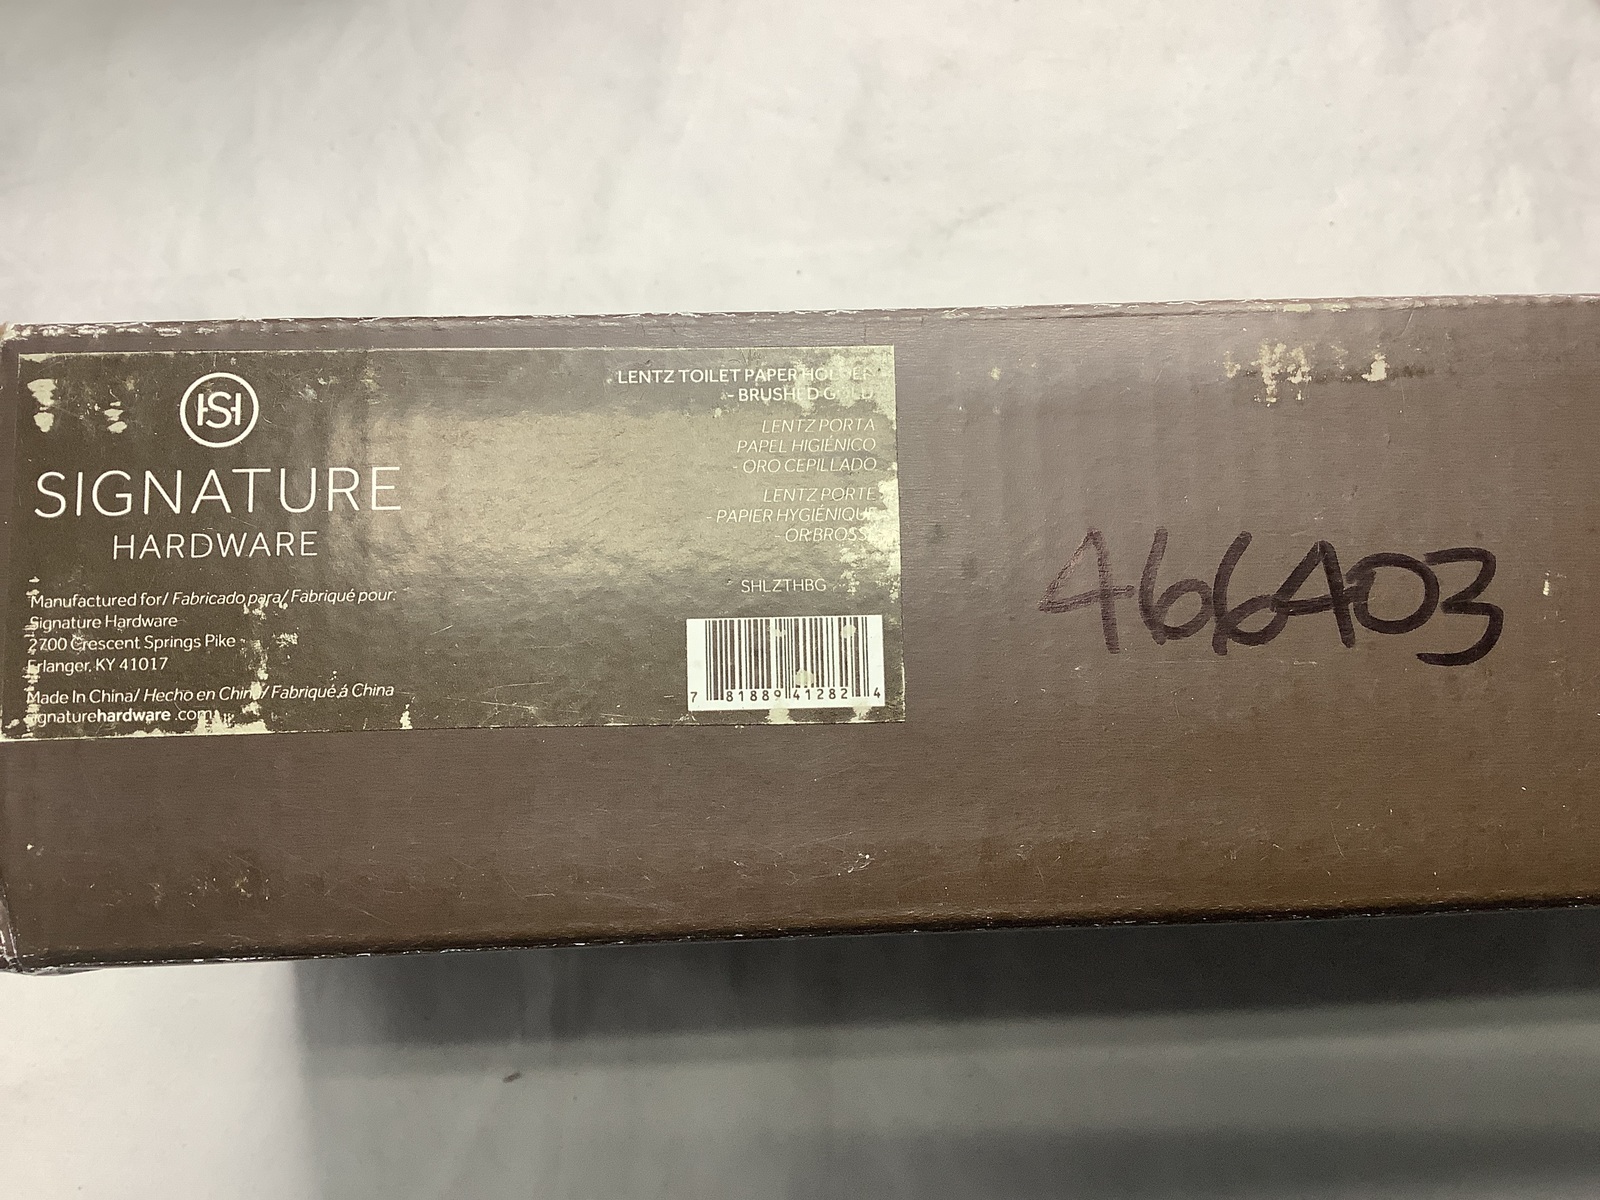 SIGNATURE
HARDWARE
Manufactured for/ Fabricado para/ Fabriqué pour:
Signature Hardware
2700 Crescent Springs Pike
Erlanger, KY 41017
Made In China/ Hecho en China/ Fabriqué á China
signaturehardware.com
LENTZ TOILET PAPER HOLDER
- BRUSHED GOLD
LENTZ PORTA
PAPEL HIGIÉNICO
- ORO CEPILLADO
LENTZ PORTE
- PAPIER HYGIÉNIQUE
- OR BROSSÉ
SHLZTHBG
7 81889 41282 4
466403